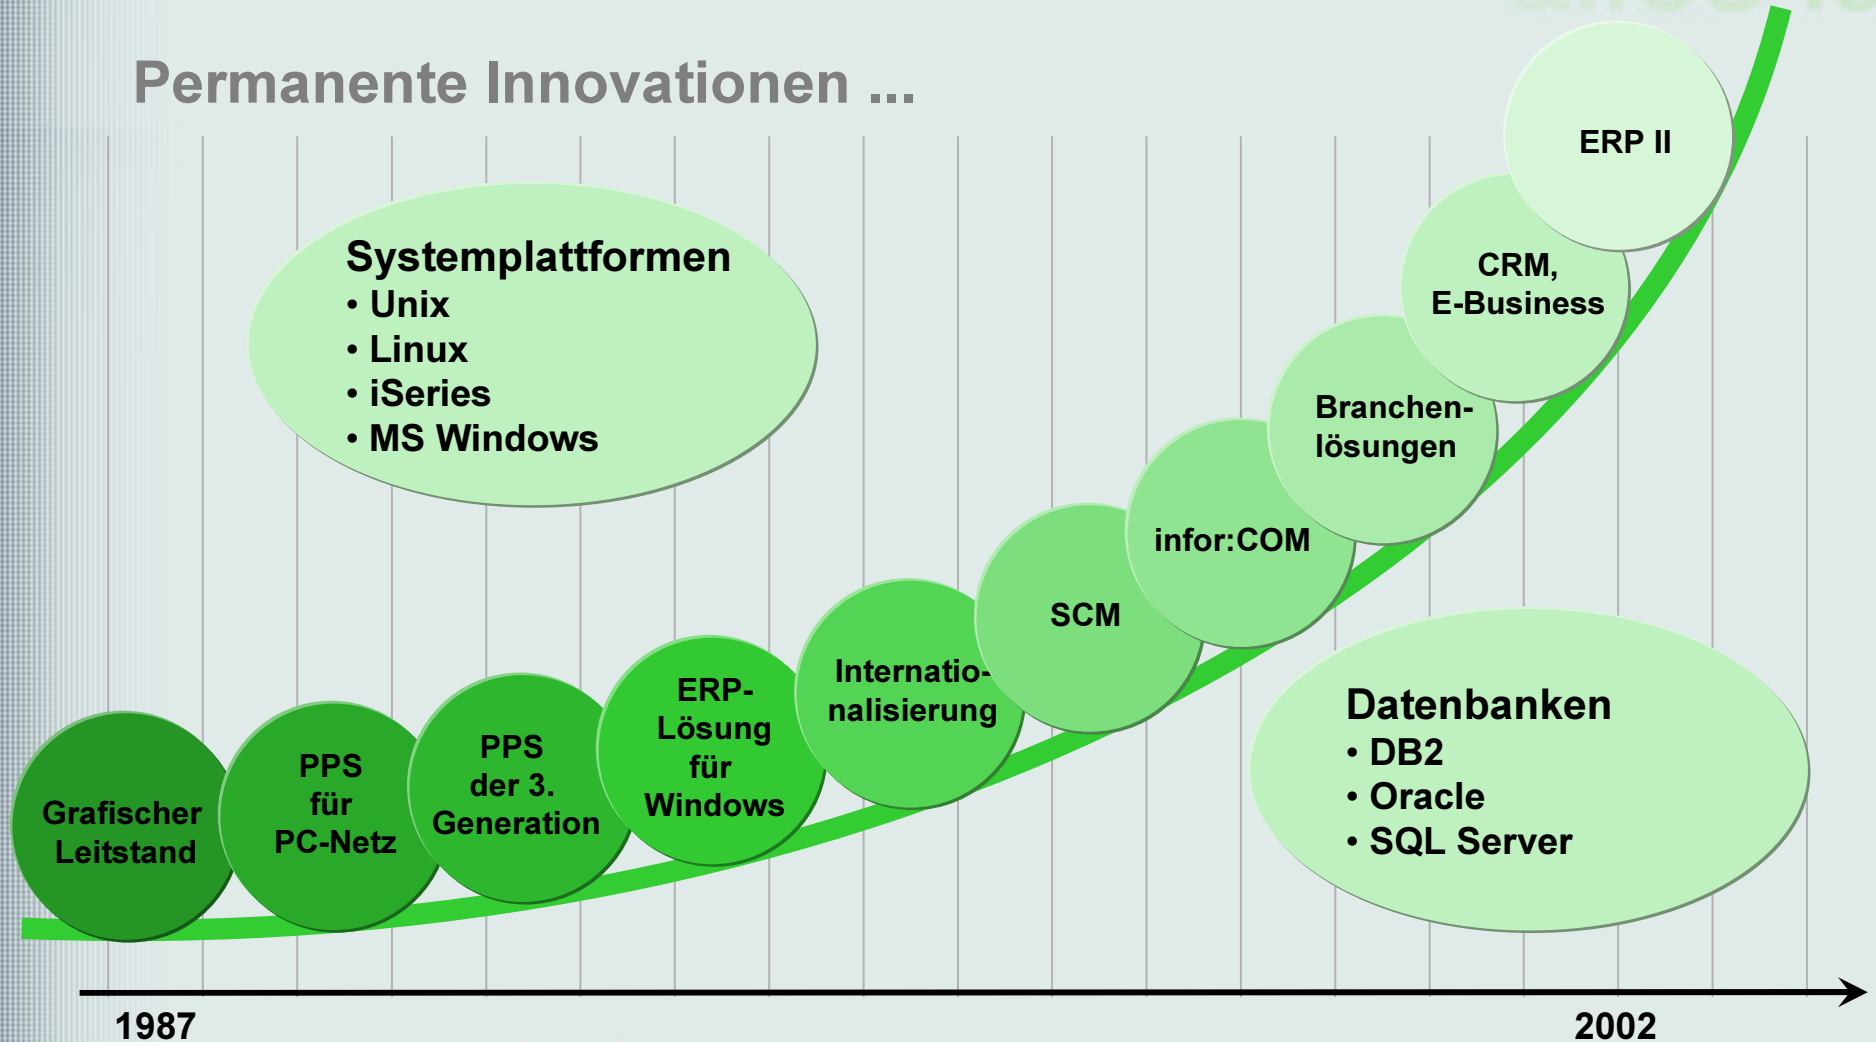 Permanente Innovationen ...
Systemplattformen
• Unix
• Linux
• iSeries
• MS Windows
Grafischer
Leitstand
PPS
für
PC-Netz
PPS
der 3.
Generation
ERP-
Lösung
für
Windows
Internatio-
nalisierung
SCM
infor:COM
Branchen-
lösungen
CRM,
E-Business
ERP II
Datenbanken
• DB2
• Oracle
• SQL Server
1987
2002